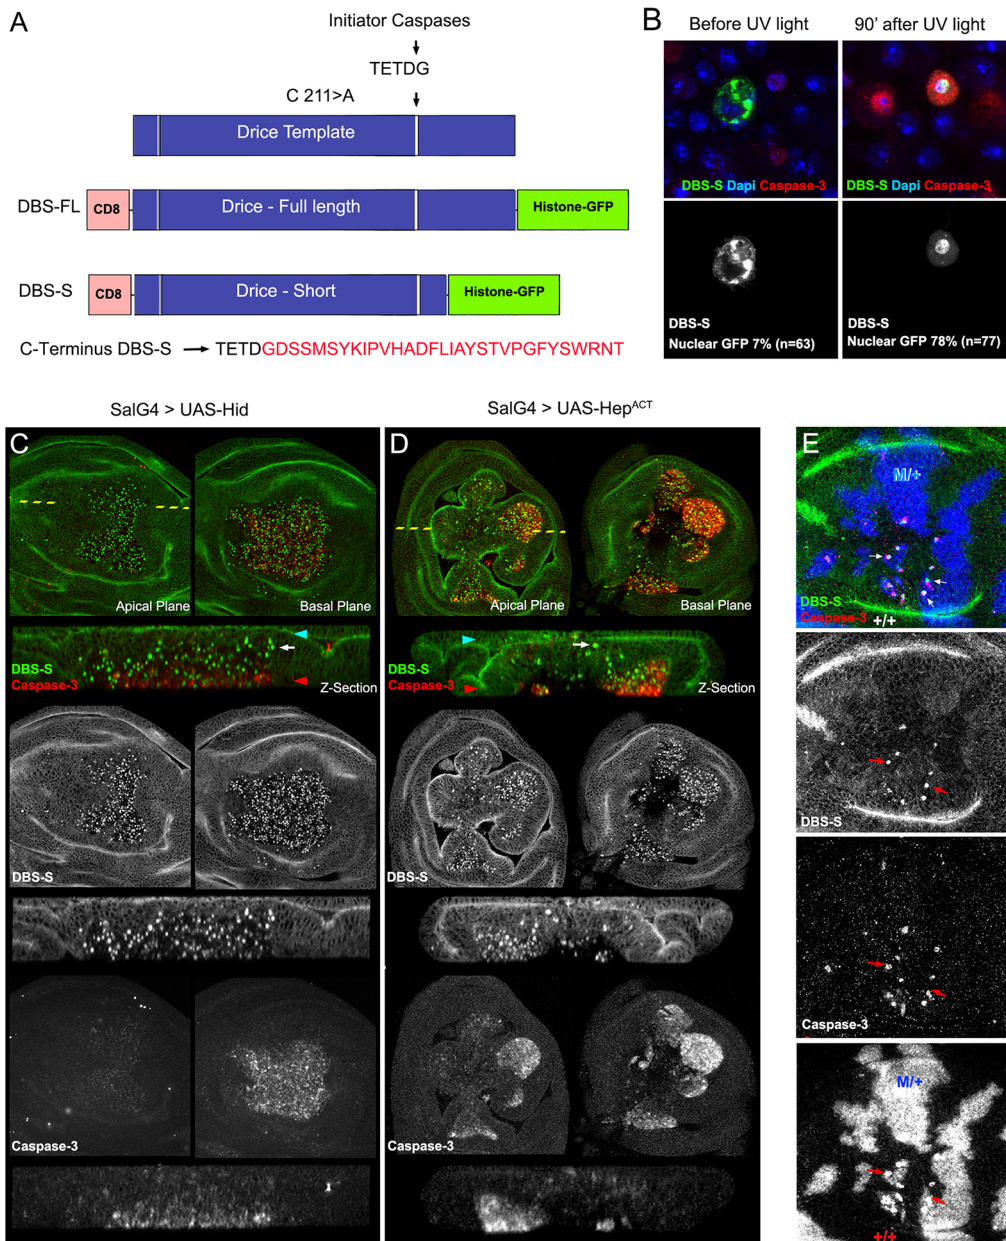 A
Initiator Caspases
TETDG
C 211>A
Drice Template
DBS-FL
CD8
Drice - Full length
Histone-GFP
DBS-S
CD8
Drice - Short
Histone-GFP
C-Terminus DBS-S
TETDGDSSMSYKIPVHADFLIAYSTVPGFYSWRNT
B
Before UV light
90' after UV light
DBS-S Dapi Caspase-3
DBS-S Dapi Caspase-3
DBS-S
Nuclear GFP 7% (n=63)
DBS-S
Nuclear GFP 78% (n=77)
SalG4 > UAS-Hid
C
Apical Plane
Basal Plane
DBS-S
Caspase-3
Z-Section
DBS-S
Caspase-3
SalG4 > UAS-HepACT
D
Apical Plane
Basal Plane
DBS-S
Caspase-3
Z-Section
DBS-S
Caspase-3
E
M/+
DBS-S
Caspase-3
+/+
DBS-S
Caspase-3
M/+
+/+